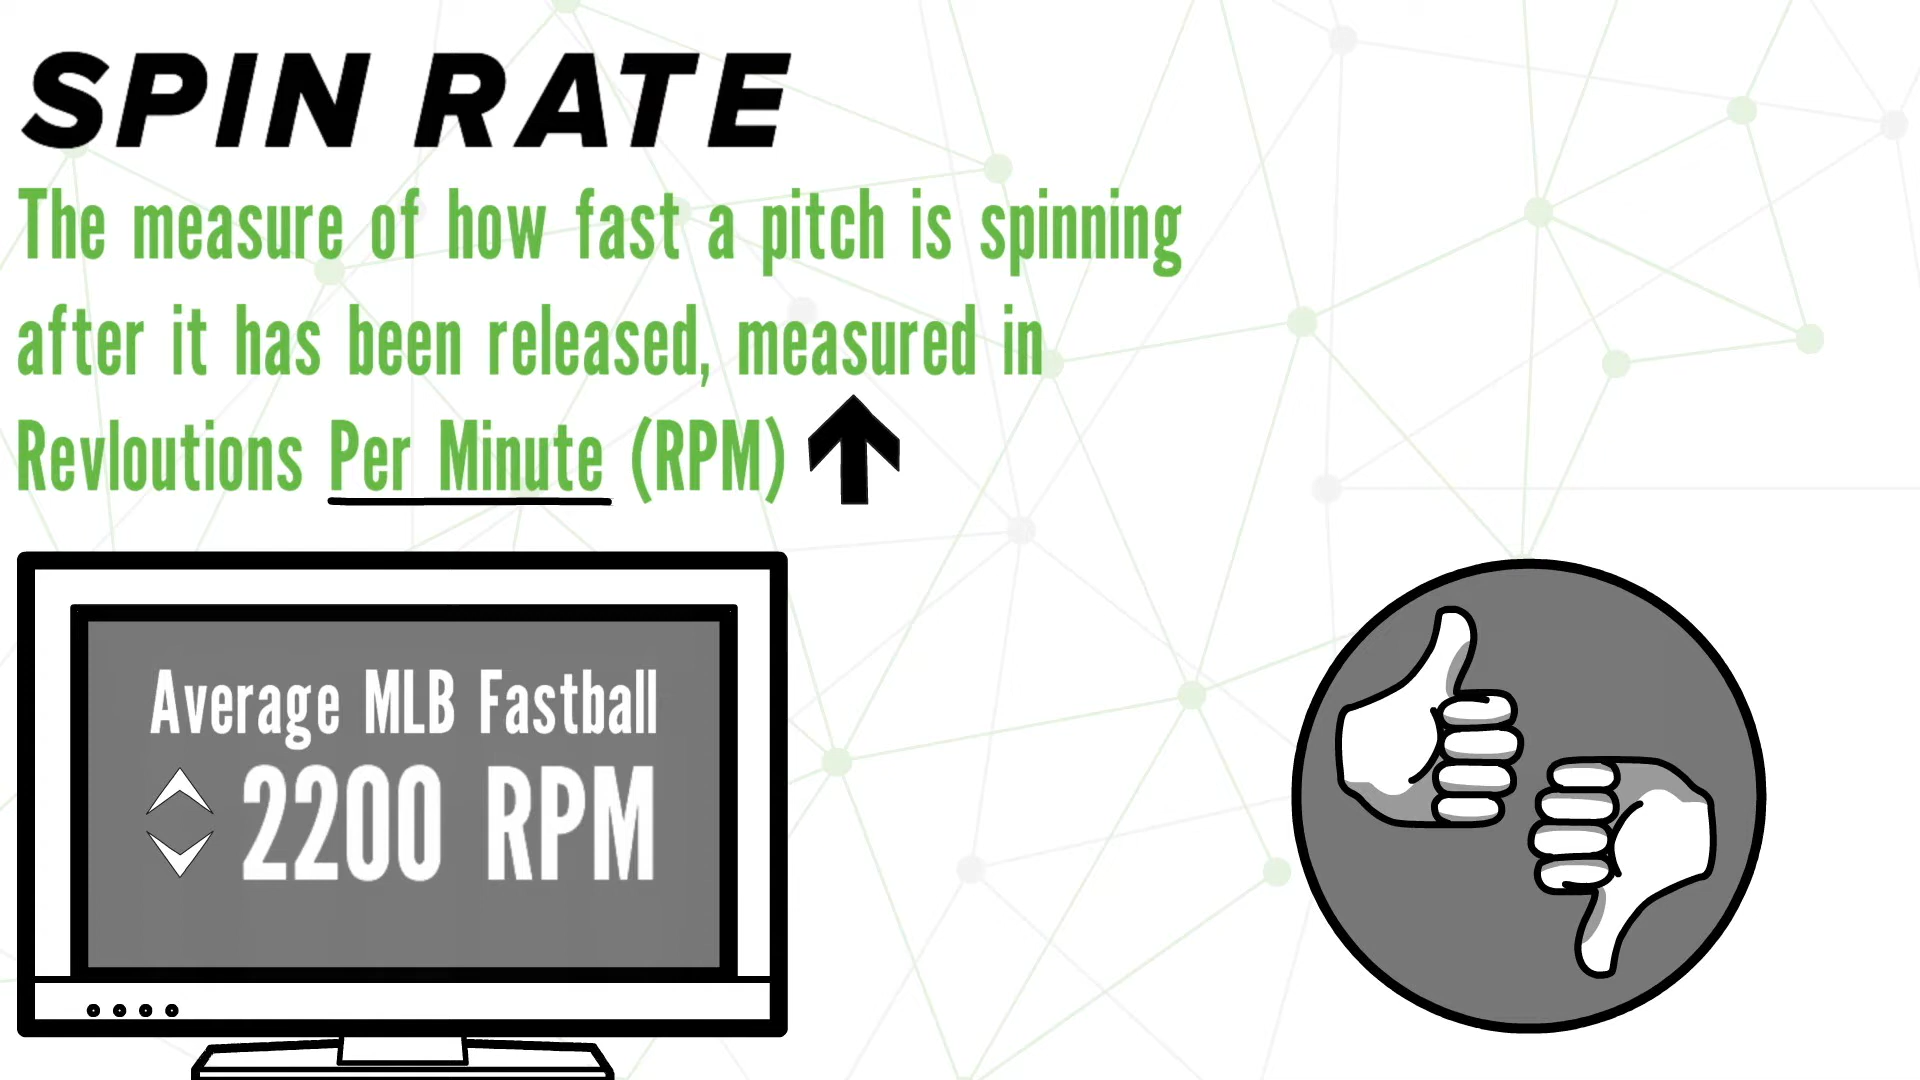 SPIN RATE
The measure of how fast a pitch is spinning
after it has been released, measured in
Revloutions Per Minute (RPM)
Average MLB Fastball
2200 RPM